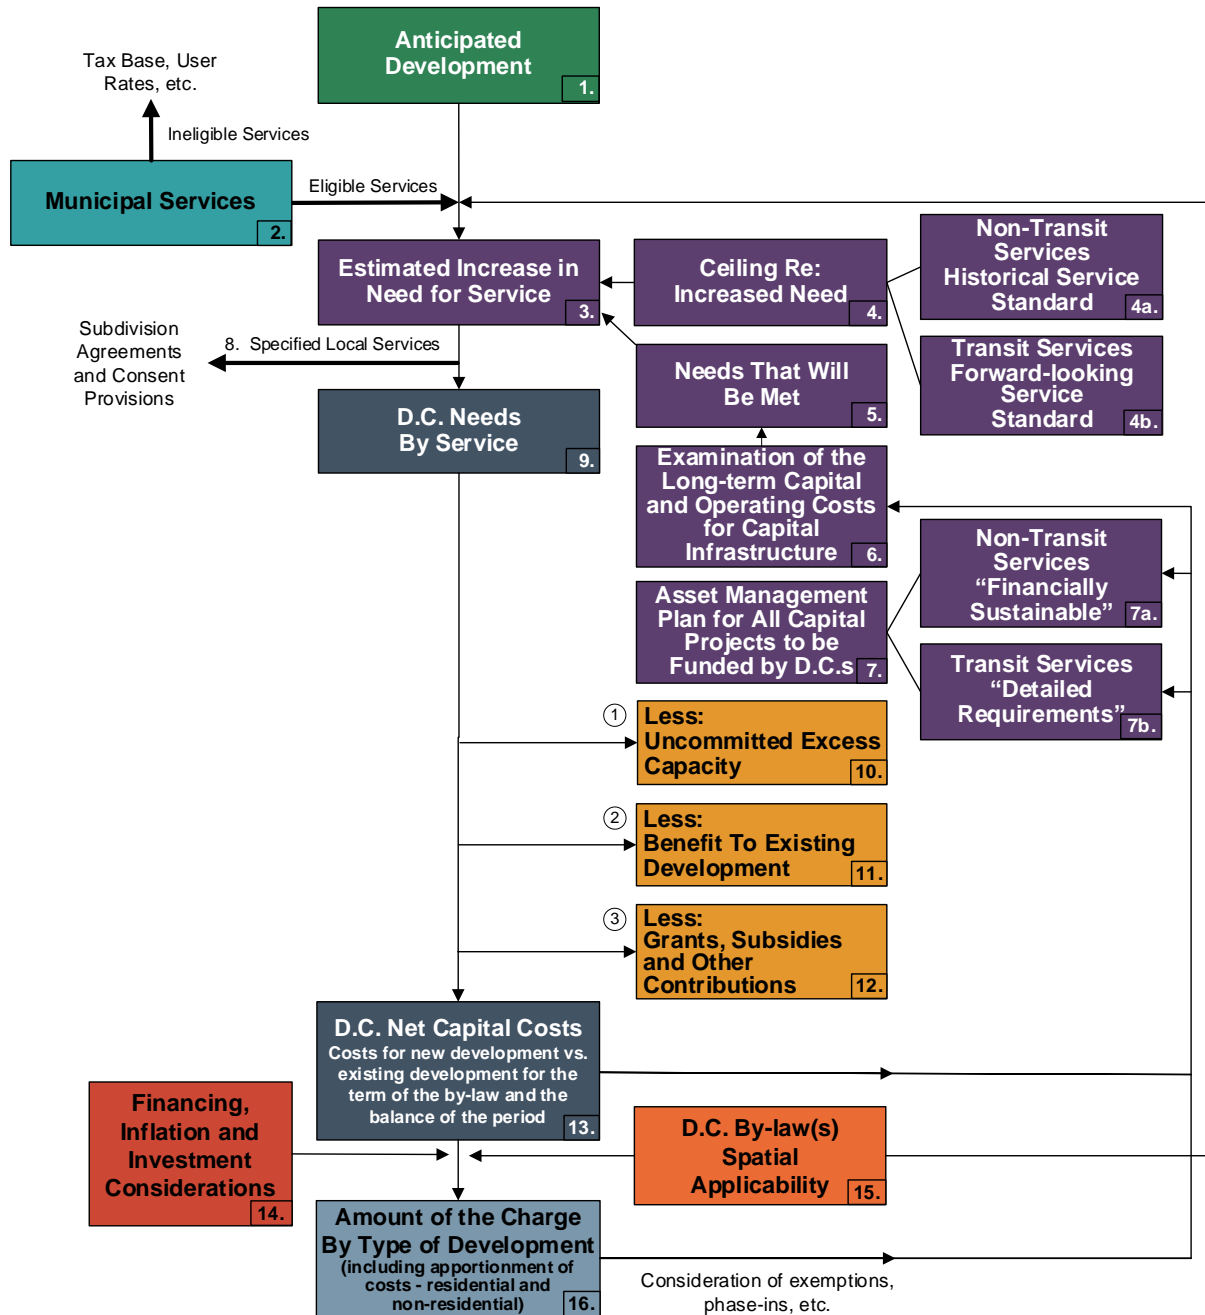 Anticipated
Development
1.
Tax Base, User
Rates, etc.
Ineligible Services
Municipal Services
2.
Eligible Services
Estimated Increase in
Need for Service
3.
Ceiling Re:
Increased Need
4.
Non-Transit
Services
Historical Service
Standard
4a.
Transit Services
Forward-looking
Service
Standard
4b.
Subdivision
Agreements
and Consent
Provisions
8. Specified Local Services
Needs That Will
Be Met
5.
D.C. Needs
By Service
9.
Examination of the
Long-term Capital
and Operating Costs
for Capital
Infrastructure
6.
Asset Management
Plan for All Capital
Projects to be
Funded by D.C.s
7.
Non-Transit
Services
“Financially
Sustainable”
7a.
Transit Services
“Detailed
Requirements”
7b.
1
Less:
Uncommitted Excess
Capacity
10.
2
Less:
Benefit To Existing
Development
11.
3
Less:
Grants, Subsidies
and Other
Contributions
12.
D.C. Net Capital Costs
Costs for new development vs.
existing development for the
term of the by-law and the
balance of the period
13.
Financing,
Inflation and
Investment
Considerations
14.
D.C. By-law(s)
Spatial
Applicability
15.
Amount of the Charge
By Type of Development
(including apportionment of
costs - residential and
non-residential)
16.
Consideration of exemptions,
phase-ins, etc.